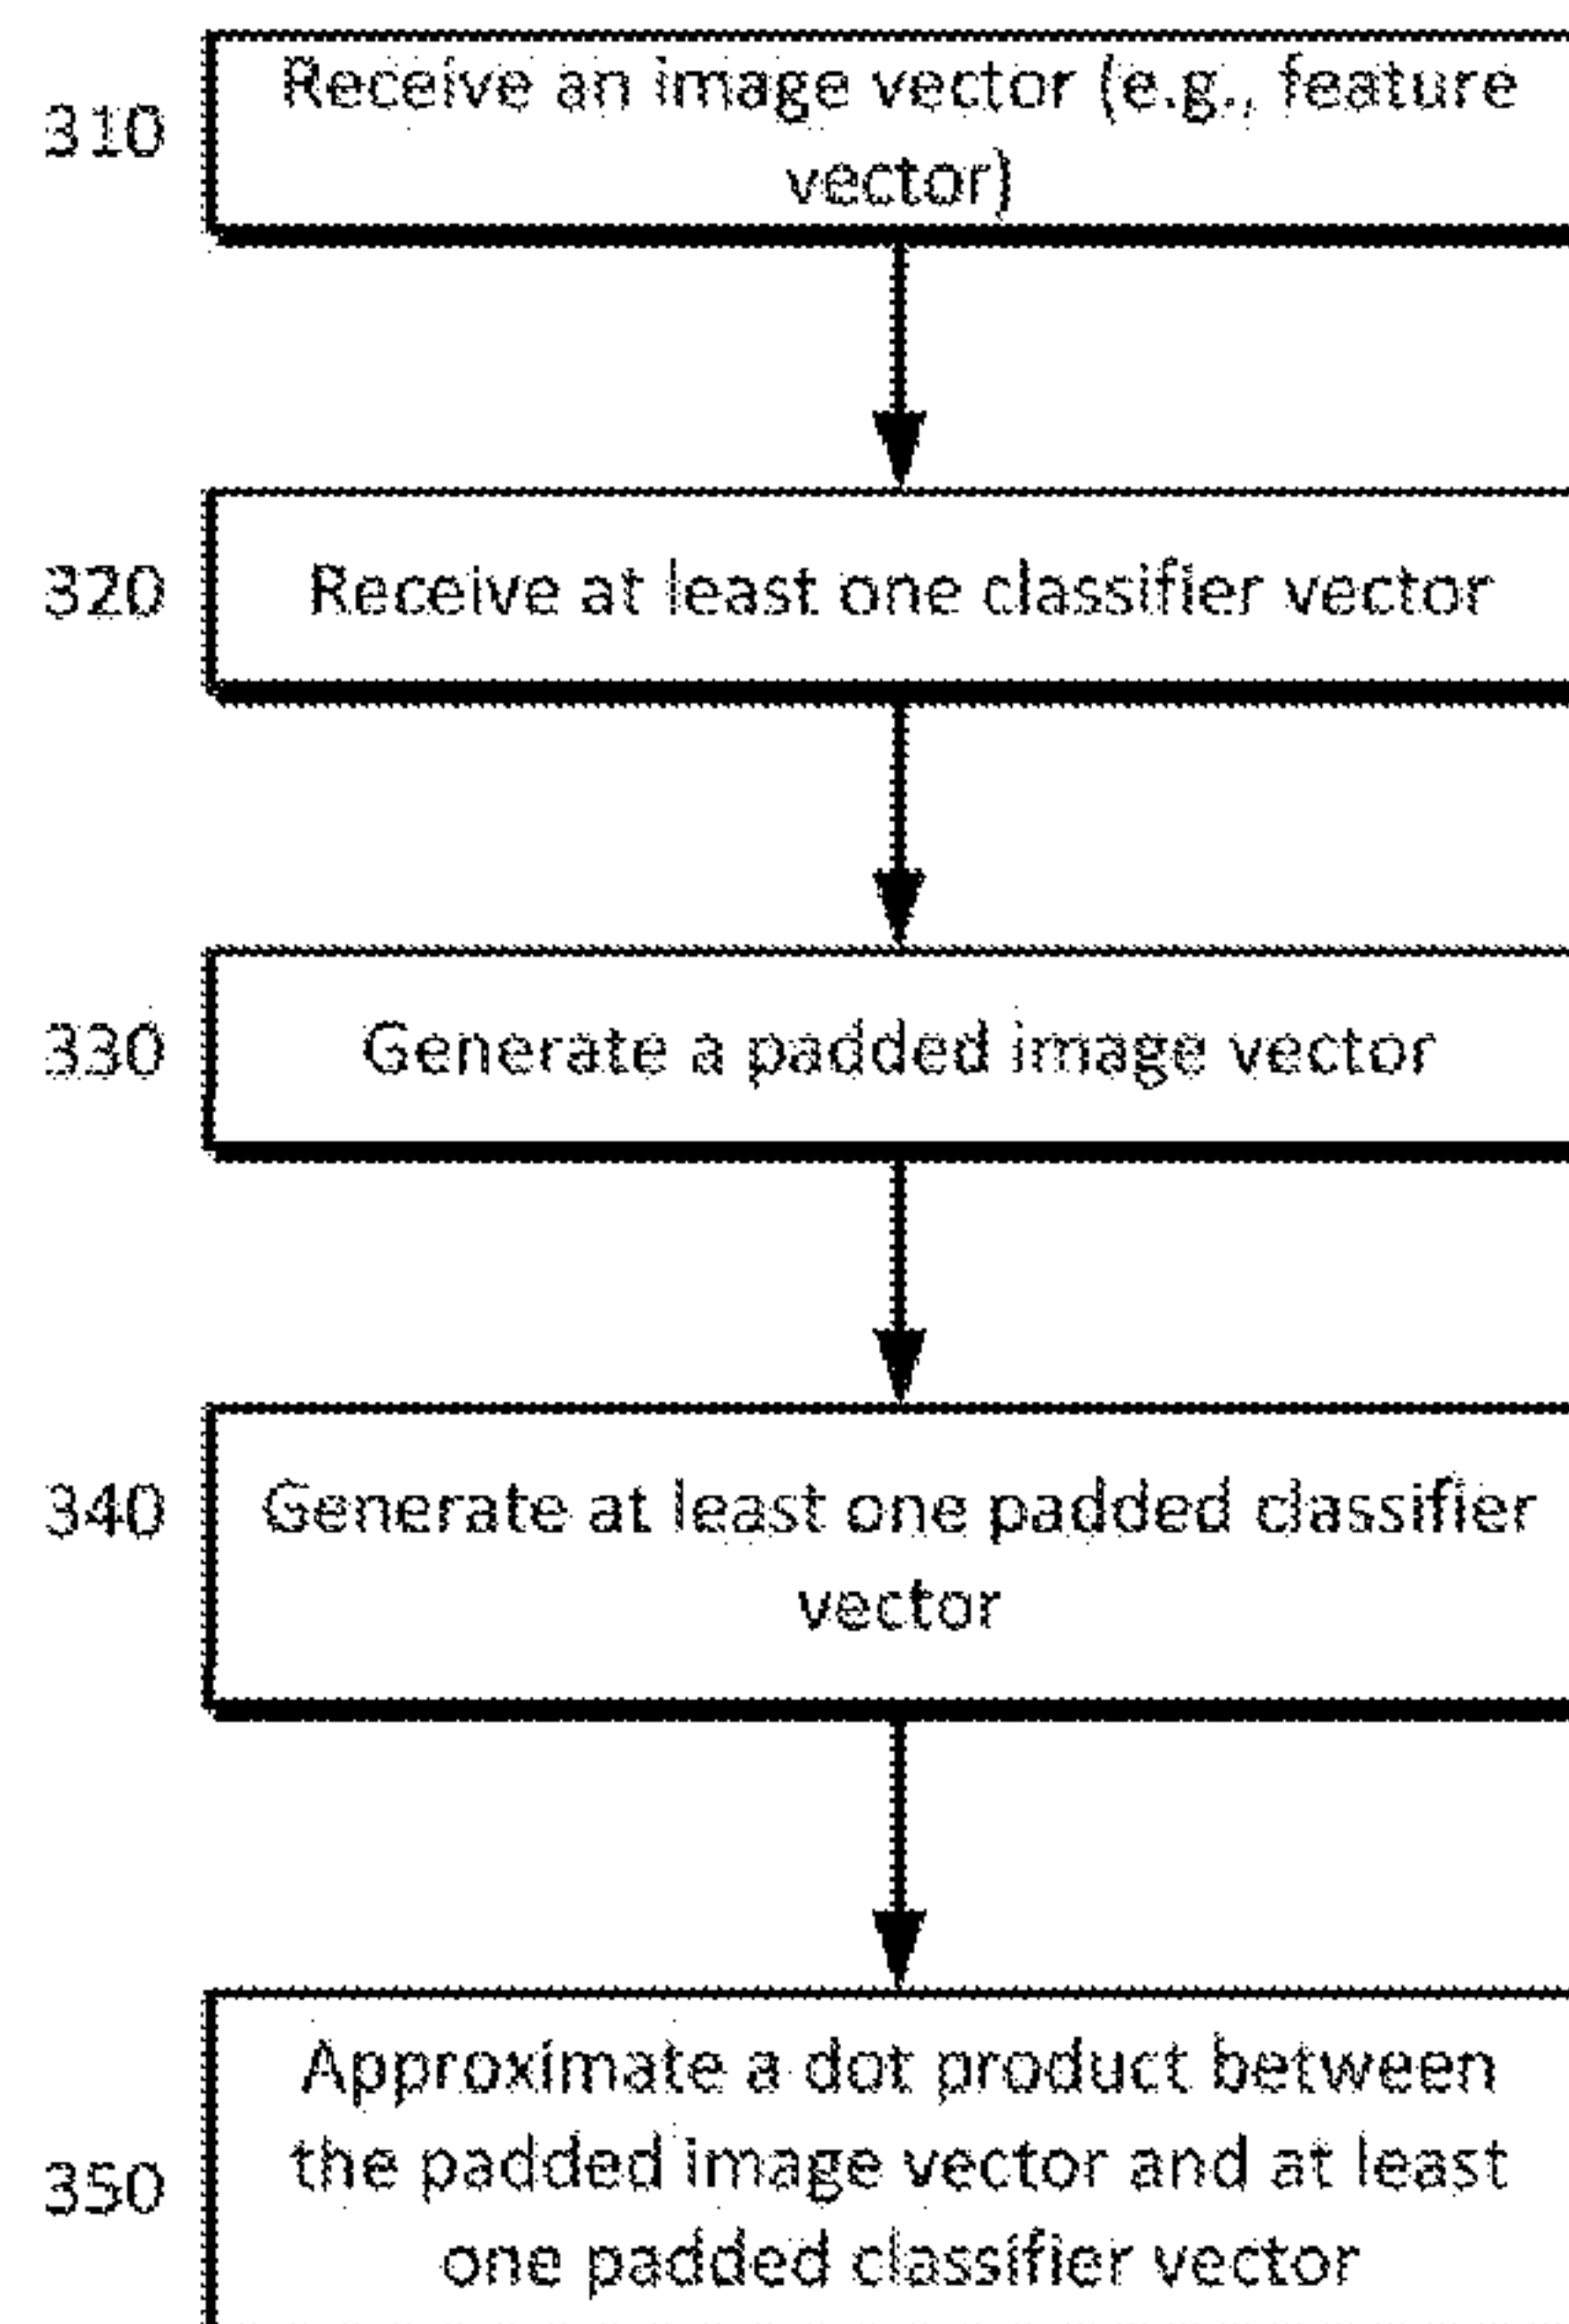 310
Receive an image vector (e.g., feature
vector)
320
Receive at least one classifier vector
330
Generate a padded image vector
340
Generate at least one padded classifier
vector
350
Approximate a dot product between
the padded image vector and at least
one padded classifier vector